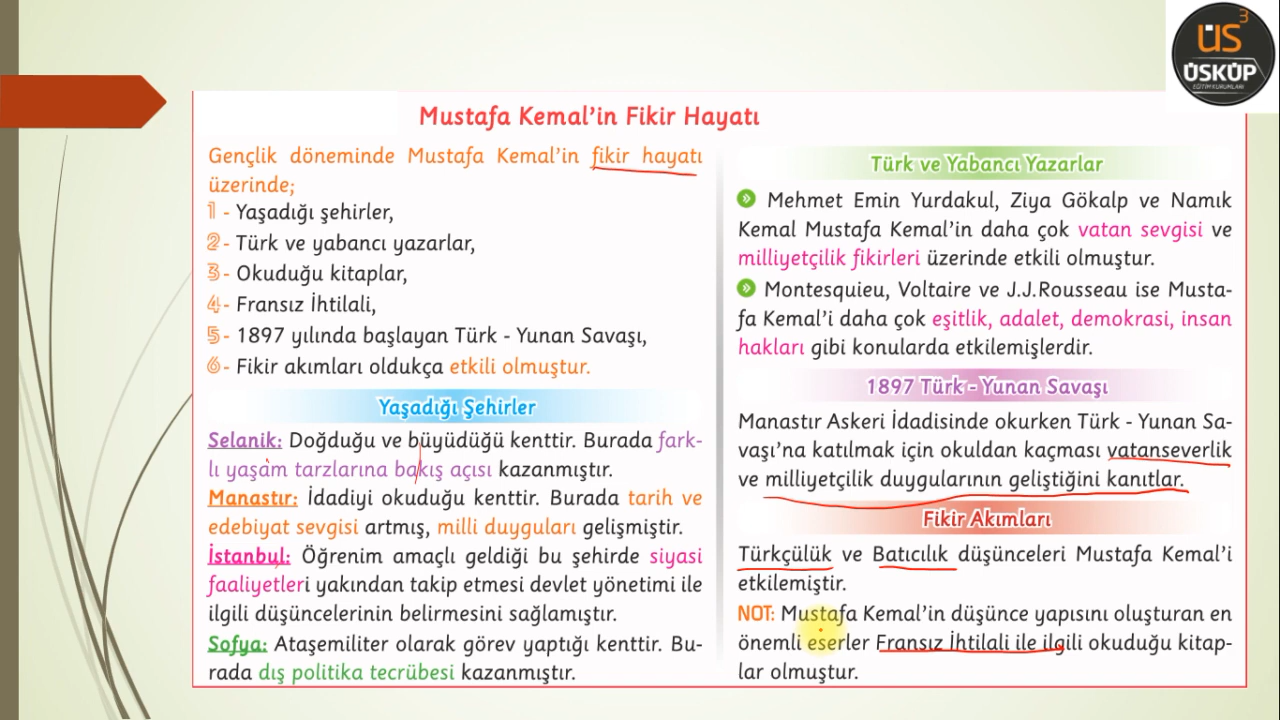 ÜS3
ÜSKÜP
EĞİTİM KURUMLARI
Mustafa Kemal'in Fikir Hayatı
Gençlik döneminde Mustafa Kemal'in fikir hayatı
üzerinde;
1 - Yaşadığı şehirler,
2 - Türk ve yabancı yazarlar,
3 - Okuduğu kitaplar,
4 - Fransız İhtilali,
5 - 1897 yılında başlayan Türk - Yunan Savaşı,
6 - Fikir akımları oldukça etkili olmuştur.
Yaşadığı Şehirler
Selanik: Doğduğu ve büyüdüğü kenttir. Burada fark-
lı yaşam tarzlarına bakış açısı kazanmıştır.
Manastır: İdadiyi okuduğu kenttir. Burada tarih ve
edebiyat sevgisi artmış, milli duyguları gelişmiştir.
İstanbul: Öğrenim amaçlı geldiği bu şehirde siyasi
faaliyetleri yakından takip etmesi devlet yönetimi ile
ilgili düşüncelerinin belirmesini sağlamıştır.
Sofya: Ataşemiliter olarak görev yaptığı kenttir. Bu-
rada dış politika tecrübesi kazanmıştır.
Türk ve Yabancı Yazarlar
Mehmet Emin Yurdakul, Ziya Gökalp ve Namık
Kemal Mustafa Kemal'in daha çok vatan sevgisi ve
milliyetçilik fikirleri üzerinde etkili olmuştur.
Montesquieu, Voltaire ve J.J.Rousseau ise Musta-
fa Kemal'i daha çok eşitlik, adalet, demokrasi, insan
hakları gibi konularda etkilemişlerdir.
1897 Türk - Yunan Savaşı
Manastır Askeri İdadisinde okurken Türk - Yunan Sa-
vaşı'na katılmak için okuldan kaçması vatanseverlik
ve milliyetçilik duygularının geliştiğini kanıtlar.
Fikir Akımları
Türkçülük ve Batıcılık düşünceleri Mustafa Kemal'i
etkilemiştir.
NOT: Mustafa Kemal'in düşünce yapısını oluşturan en
önemli eserler Fransız İhtilali ile ilgili okuduğu kitap-
lar olmuştur.